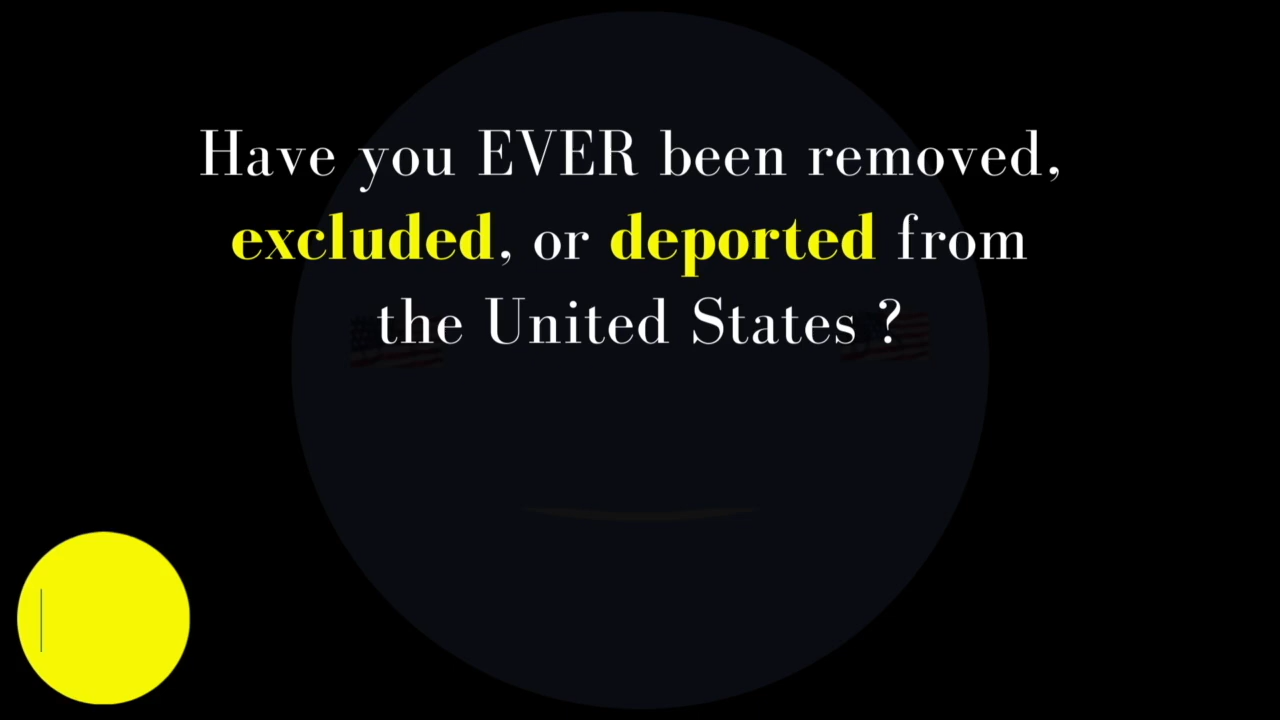 Have you EVER been removed,
excluded, or deported from
the United States ?